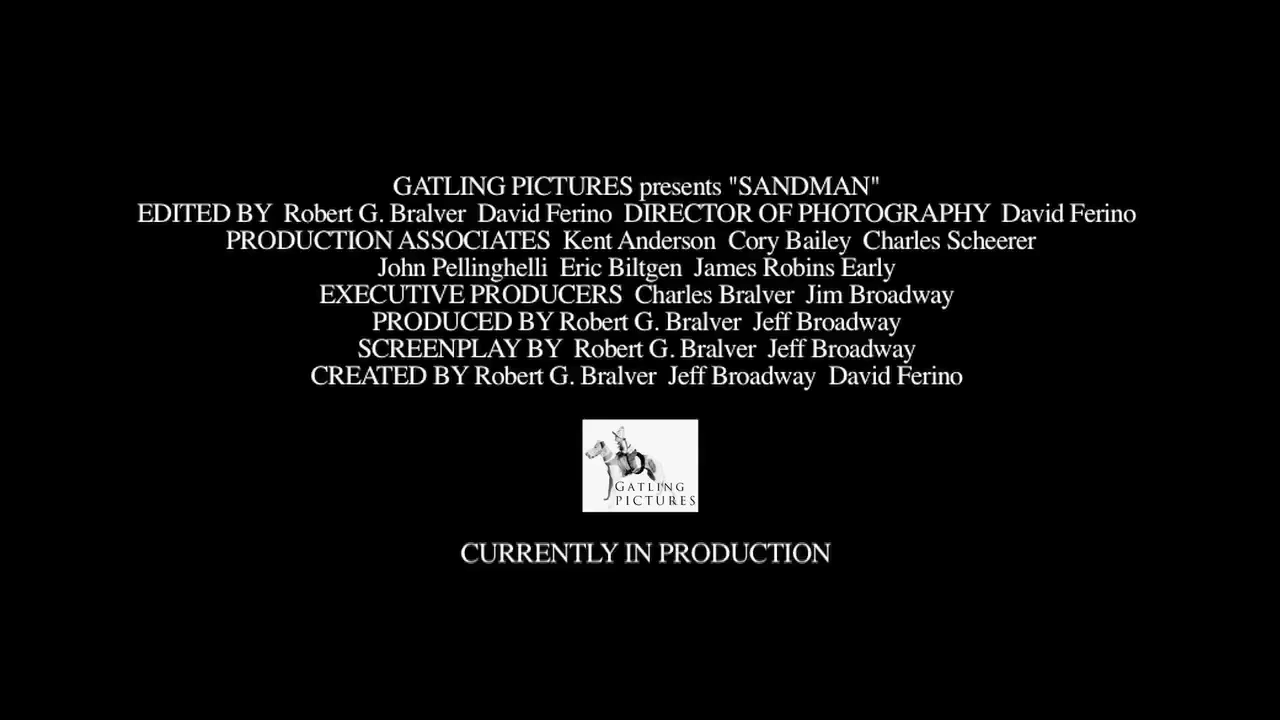 GATLING PICTURES presents "SANDMAN"
EDITED BY Robert G. Bralver David Ferino DIRECTOR OF PHOTOGRAPHY David Ferino
PRODUCTION ASSOCIATES Kent Anderson Cory Bailey Charles Scheerer
John Pellinghelli Eric Biltgen James Robins Early
EXECUTIVE PRODUCERS Charles Bralver Jim Broadway
PRODUCED BY Robert G. Bralver Jeff Broadway
SCREENPLAY BY Robert G. Bralver Jeff Broadway
CREATED BY Robert G. Bralver Jeff Broadway David Ferino
GATLING
PICTURES
CURRENTLY IN PRODUCTION